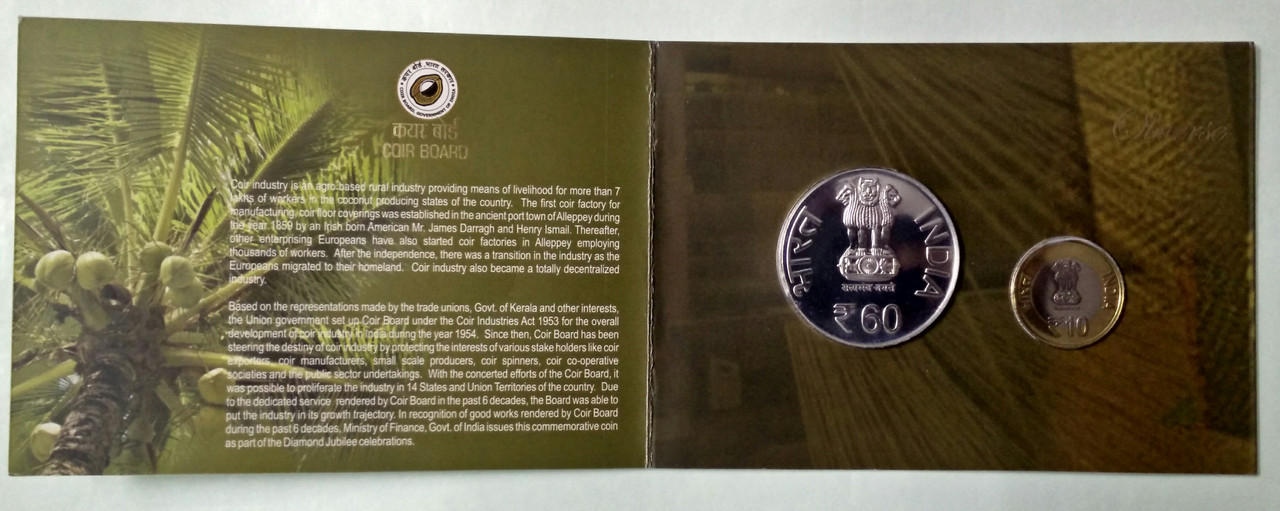 कयर बोर्ड, भारत सरकार
COIR BOARD, GOVERNMENT OF INDIA
कयर बोर्ड
COIR BOARD
Coir industry is an agro based rural industry providing means of livelihood for more than 7
lakhs of workers in the coconut producing states of the country. The first coir factory for
manufacturing, coir floor coverings was established in the ancient port town of Alleppey during
the year 1859 by an Irish born American Mr. James Darragh and Henry Ismail. Thereafter,
other enterprising Europeans have also started coir factories in Alleppey employing
thousands of workers. After the independence, there was a transition in the industry as the
Europeans migrated to their homeland. Coir industry also became a totally decentralized
industry.
Based on the representations made by the trade unions, Govt. of Kerala and other interests,
the Union government set up Coir Board under the Coir Industries Act 1953 for the overall
development of coir industry in India during the year 1954. Since then, Coir Board has been
steering the destiny of coir industry by protecting the interests of various stake holders like coir
exporters, coir manufacturers, small scale producers, coir spinners, coir co-operative
societies and the public sector undertakings. With the concerted efforts of the Coir Board, it
was possible to proliferate the industry in 14 States and Union Territories of the country. Due
to the dedicated service rendered by Coir Board in the past 6 decades, the Board was able to
put the industry in its growth trajectory. In recognition of good works rendered by Coir Board
during the past 6 decades, Ministry of Finance, Govt. of India issues this commemorative coin
as part of the Diamond Jubilee celebrations.
Obverse
भारत
INDIA
सत्यमेव जयते
₹ 60
भारत
INDIA
₹ 10